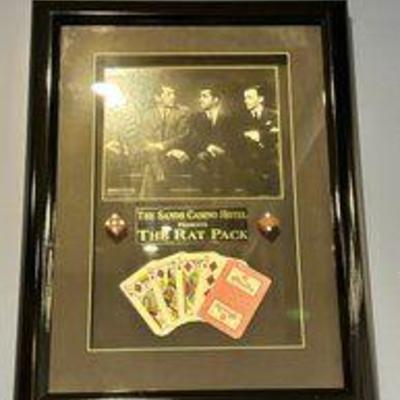 THE SANDS CASINO HOTEL
PRESENTS
THE RAT PACK